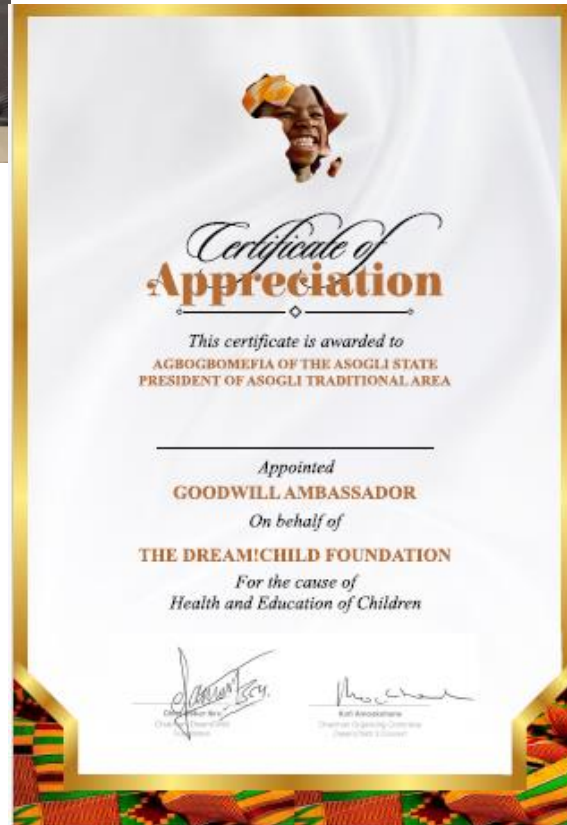 Certificate of
Appreciation
This certificate is awarded to
AGBOGBOMEFIA OF THE ASOGLI STATE
PRESIDENT OF ASOGLI TRADITIONAL AREA
Appointed
GOODWILL AMBASSADOR
On behalf of
THE DREAM!CHILD FOUNDATION
For the cause of
Health and Education of Children